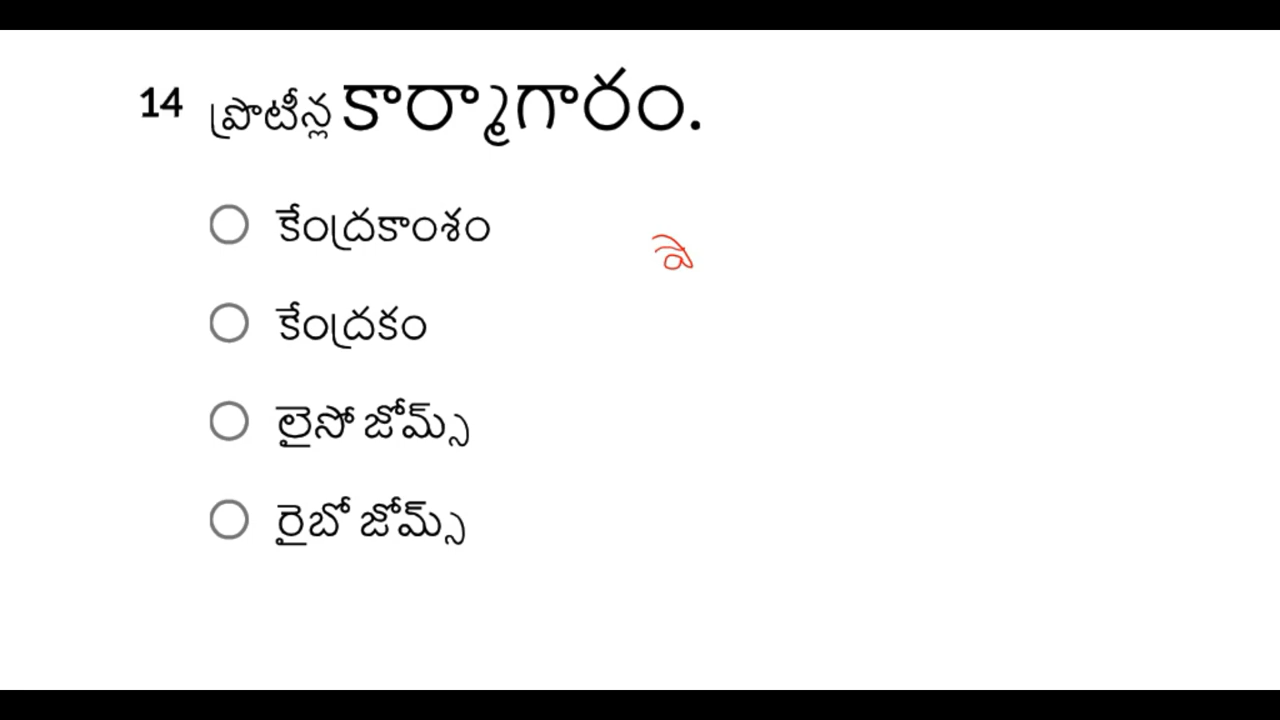 14 ప్రొటీన్ల కార్మాగారం.
కేంద్రకాంశం
కేంద్రకం
లైసో జోమ్స్
రైబో జోమ్స్